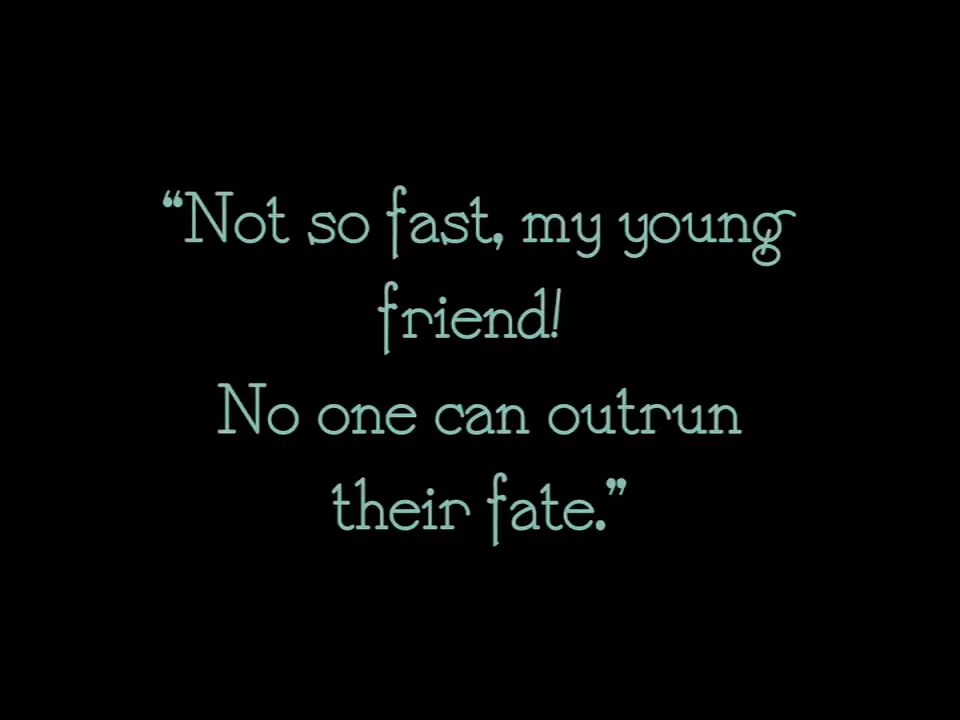 “Not so fast, my young
friend!
No one can outrun
their fate.”